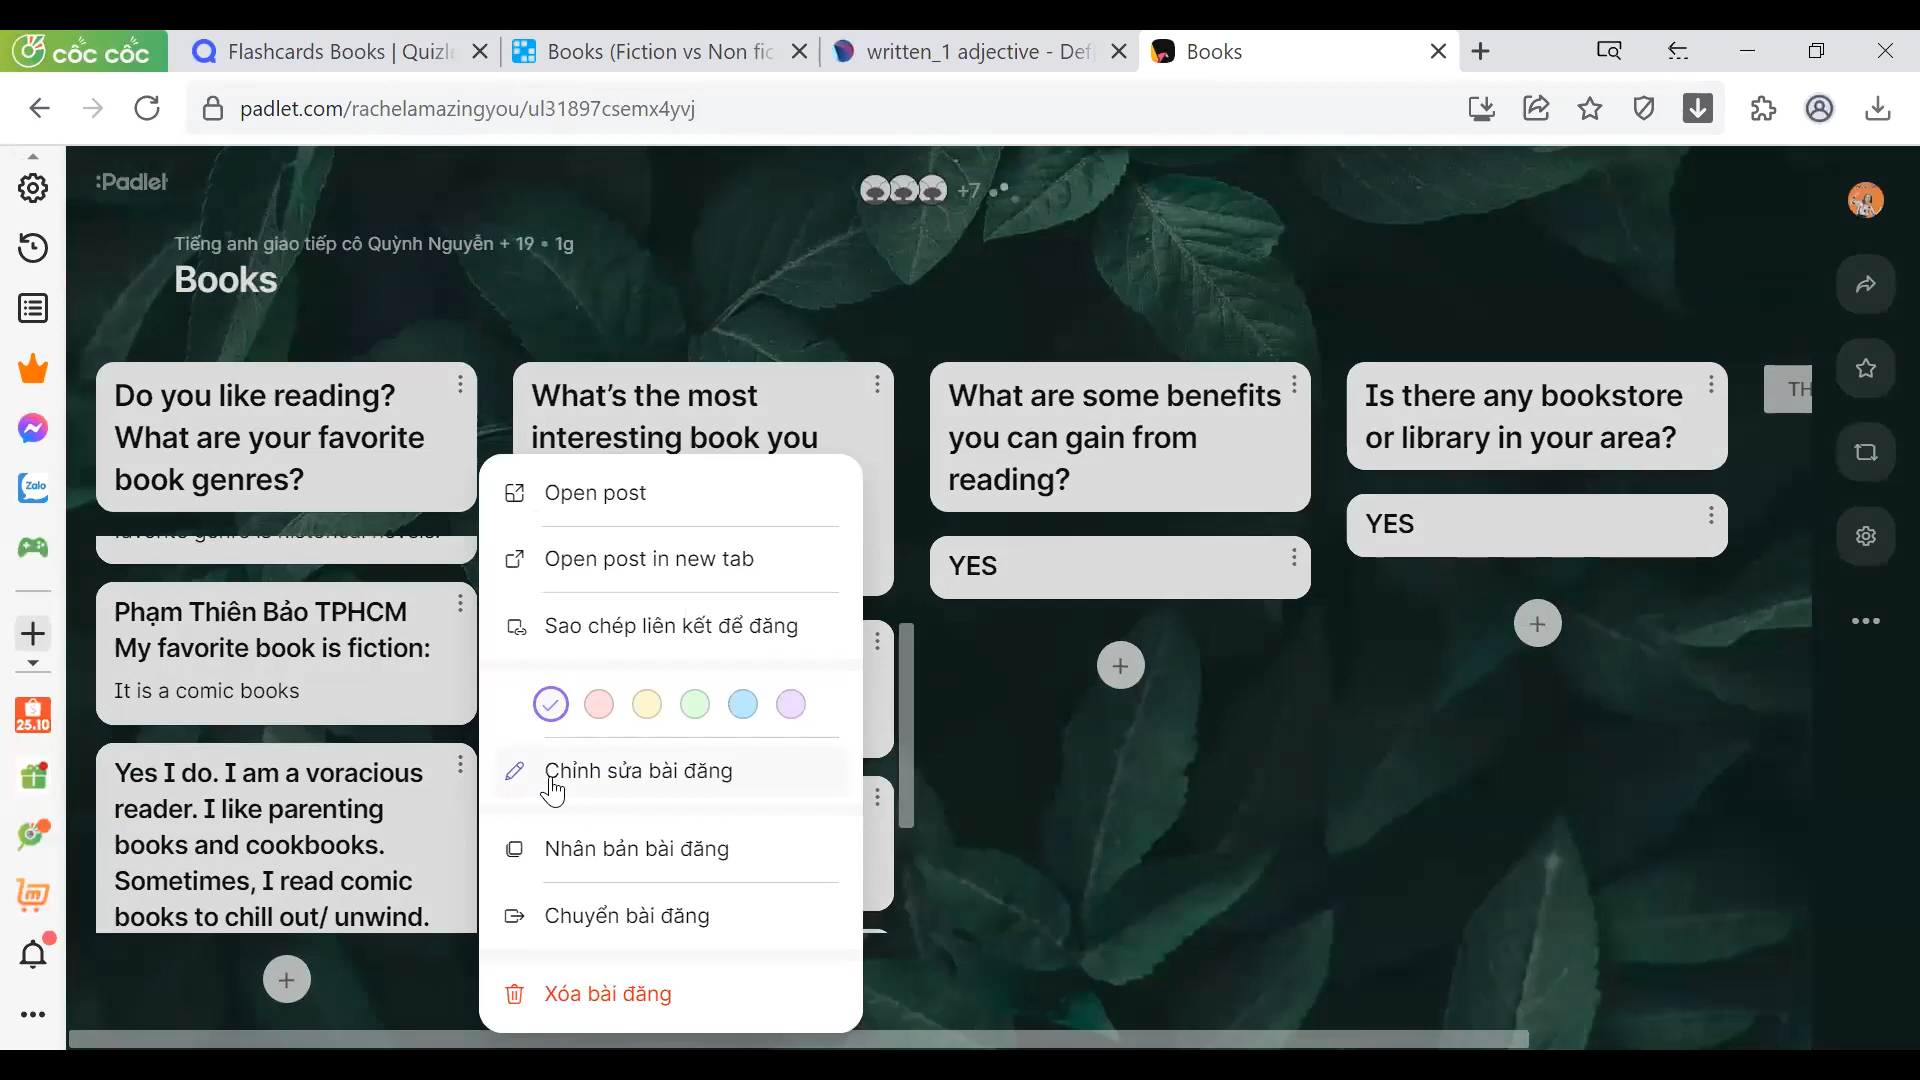 cốc cốc
Flashcards Books | Quizl
Books (Fiction vs Non fic
written_1 adjective - Def
Books
padlet.com/rachelamazingyou/ul31897csemx4yvj
:Padlet
+7
Tiếng anh giao tiếp cô Quỳnh Nguyễn + 19 • 1g
Books
Do you like reading?
What are your favorite
book genres?
favorite genre is historical novels.
Phạm Thiên Bảo TPHCM
My favorite book is fiction:
It is a comic books
Yes I do. I am a voracious
reader. I like parenting
books and cookbooks.
Sometimes, I read comic
books to chill out/ unwind.
What's the most
interesting book you
Open post
Open post in new tab
Sao chép liên kết để đăng
Chỉnh sửa bài đăng
Nhân bản bài đăng
Chuyển bài đăng
Xóa bài đăng
What are some benefits
you can gain from
reading?
YES
Is there any bookstore
or library in your area?
YES
TH
Zalo
25.10